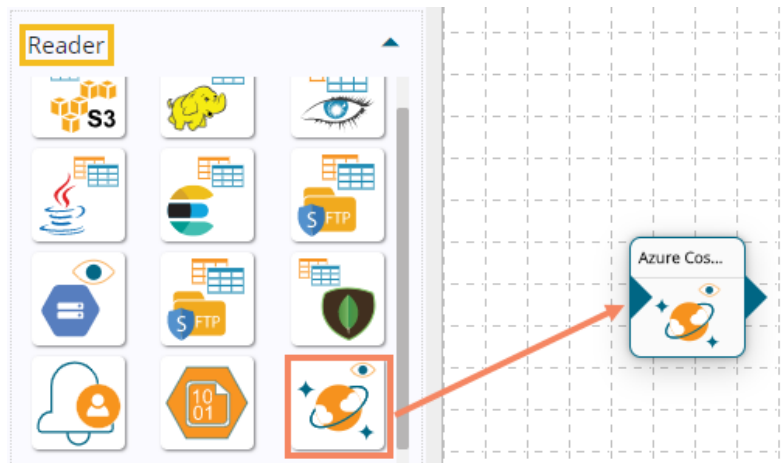 Reader
S3
S FTP
Azure Cos...
S FTP
10
01